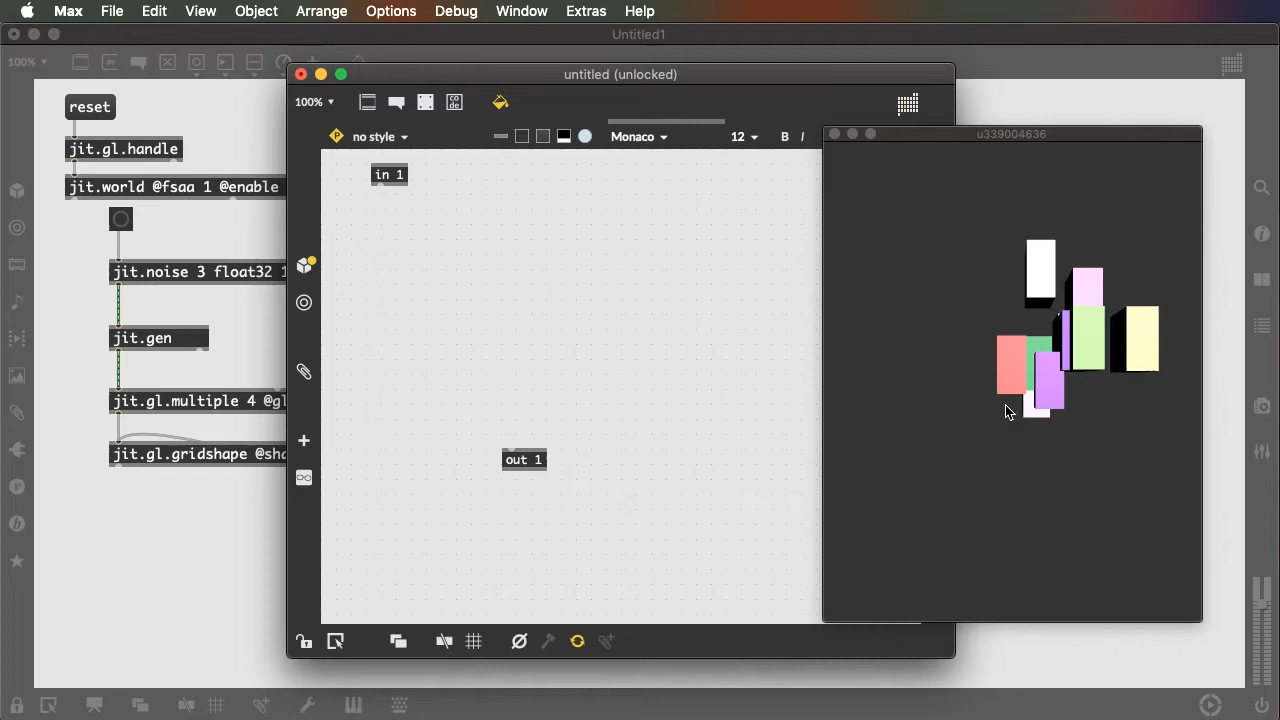 Max File Edit View Object Arrange Options Debug Window Extras Help
Untitled1
100%
reset
jit.gl.handle
jit.world @fsaa 1 @enable
jit.noise 3 float32 1
jit.gen
jit.gl.multiple 4 @gl
jit.gl.gridshape @sha
untitled (unlocked)
100%
no style
Monaco
12
B I
in 1
out 1
u339004636